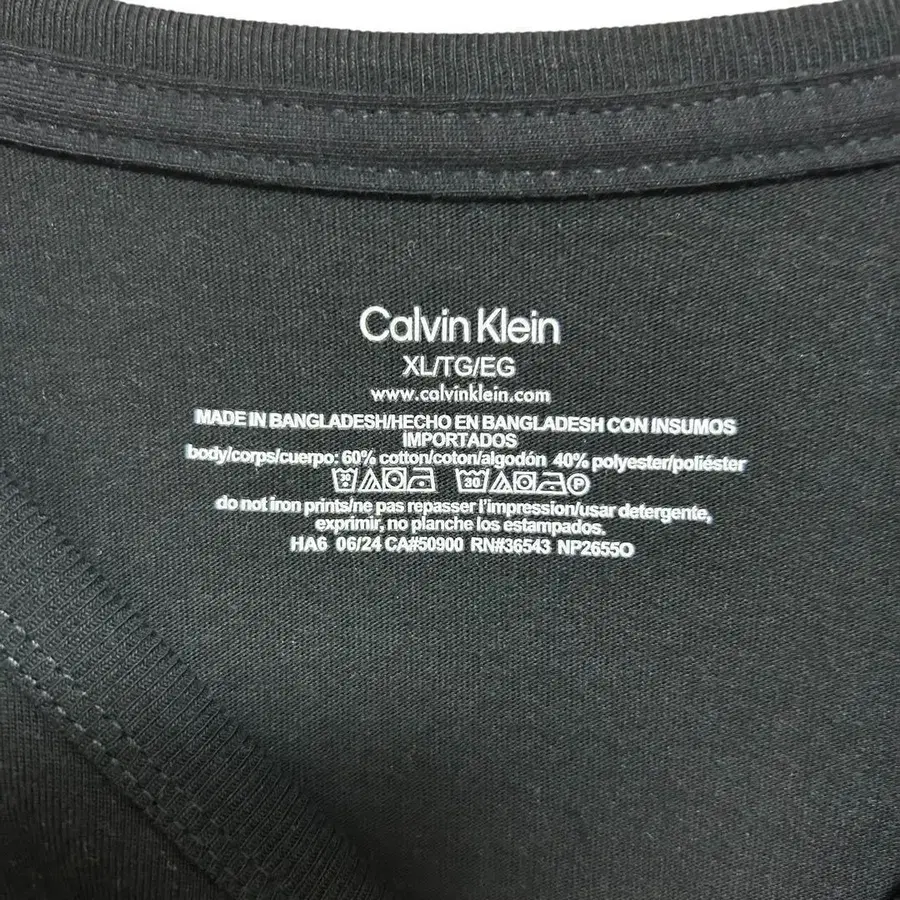 Calvin Klein
XL/TG/EG
www.calvinklein.com
MADE IN BANGLADESH/HECHO EN BANGLADESH CON INSUMOS
IMPORTADOS
body/corps/cuerpo: 60% cotton/coton/algodón 40% polyester/poliéster
30 30 P
do not iron prints/ne pas repasser l'impression/usar detergente,
exprimir, no planche los estampados.
HA6 06/24 CA#50900 RN#36543 NP2655O